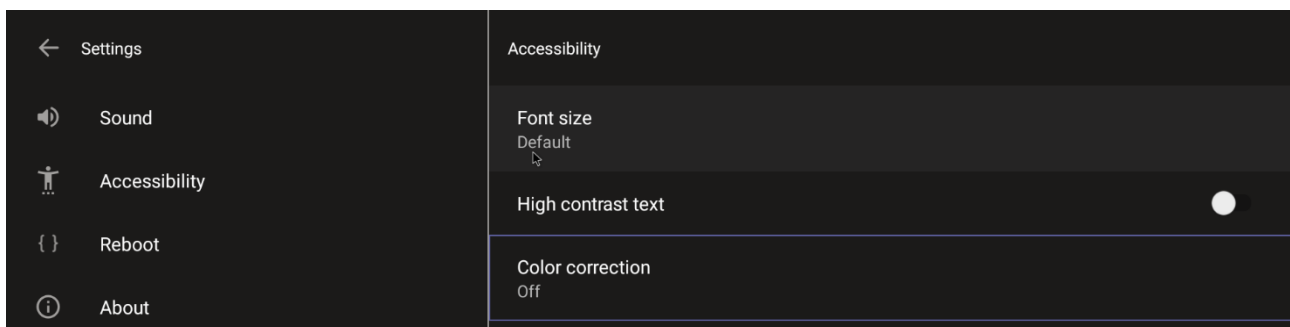 Settings
Sound
Accessibility
Reboot
About
Accessibility
Font size
Default
High contrast text
Color correction
Off